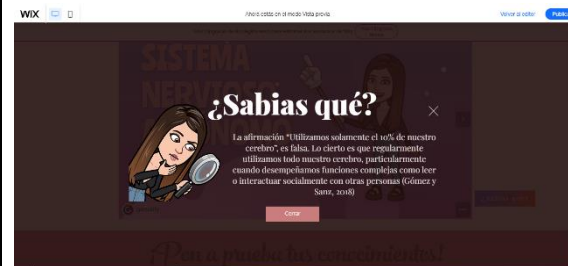 WIX
Ahora estás en el modo Vista previa
Volver al editor
Publicar
SISTEMA
NERVIOSO
¿Sabias qué?
La afirmación “Utilizamos solamente el 10% de nuestro
cerebro”, es falsa. Lo cierto es que regularmente
utilizamos todo nuestro cerebro, particularmente
cuando desempeñamos funciones complejas como leer
o interactuar socialmente con otras personas (Gómez y
Sanz, 2018)
Cerrar
¡Pon a prueba tus conocimientos!